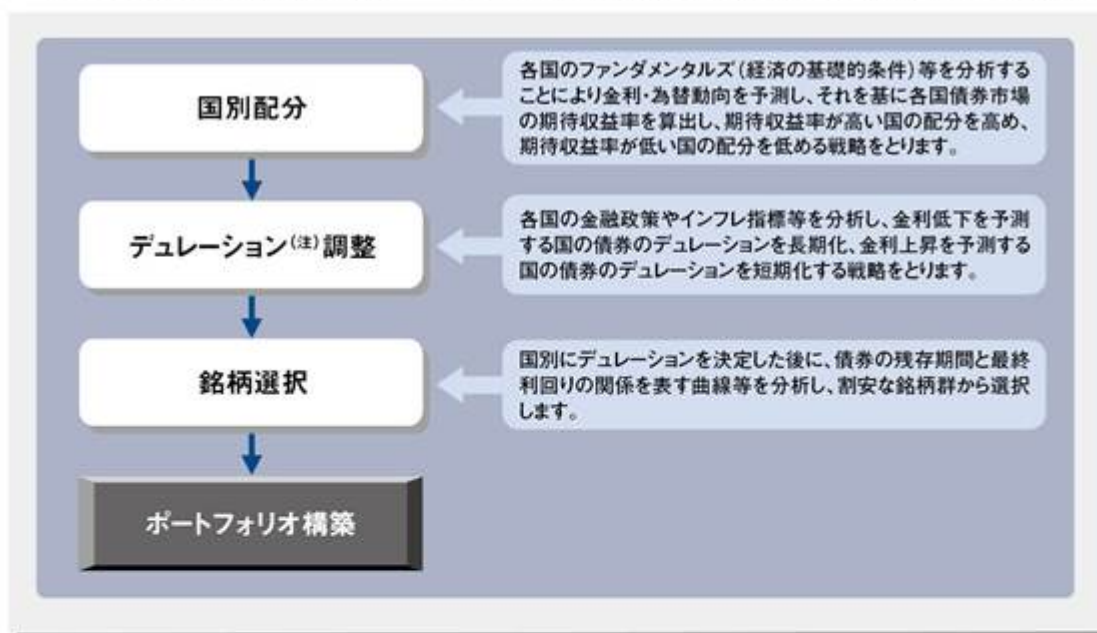 国別配分
各国のファンダメンタルズ(経済の基礎的条件)等を分析する
ことにより金利・為替動向を予測し、それを基に各国債券市場
の期待収益率を算出し、期待収益率が高い国の配分を高め、
期待収益率が低い国の配分を低める戦略をとります。
デュレーション(注)調整
各国の金融政策やインフレ指標等を分析し、金利低下を予測
する国の債券のデュレーションを長期化、金利上昇を予測する
国の債券のデュレーションを短期化する戦略をとります。
銘柄選択
国別にデュレーションを決定した後に、債券の残存期間と最終
利回りの関係を表す曲線等を分析し、割安な銘柄群から選択
します。
ポートフォリオ構築